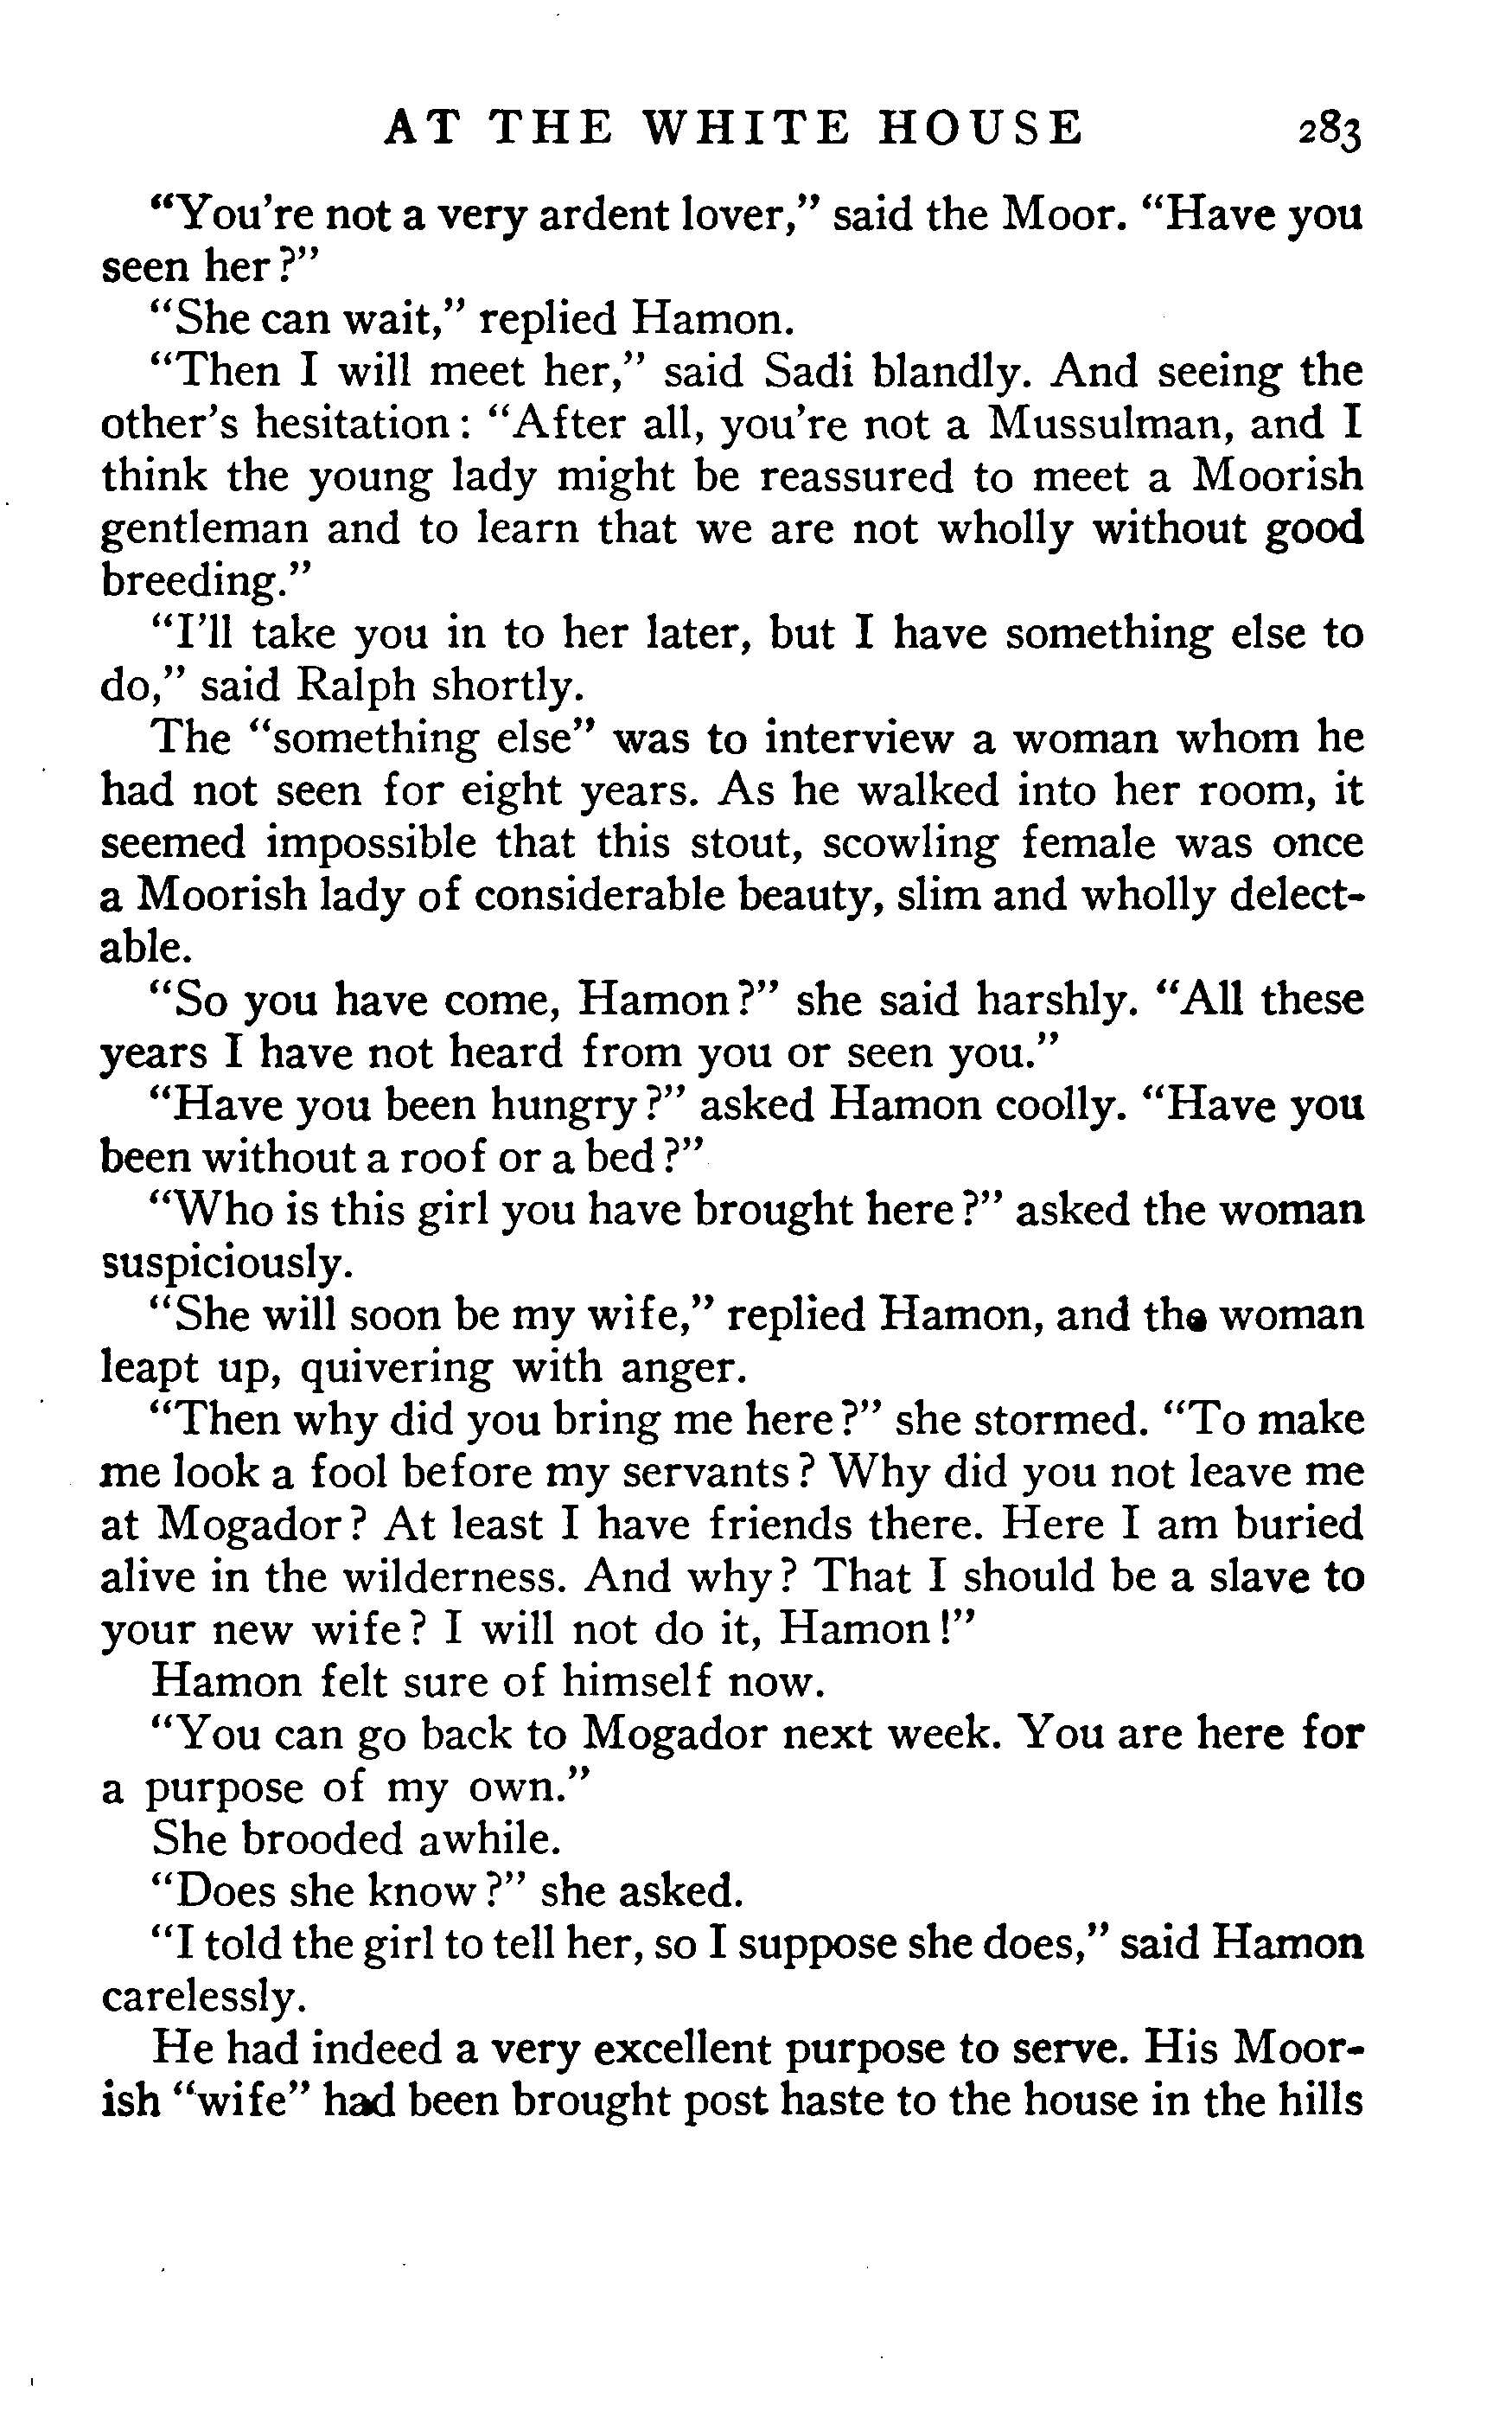 AT THE WHITE HOUSE 283
"You're not a very ardent lover," said the Moor. "Have you
seen her?"
"She can wait," replied Hamon.
"Then I will meet her," said Sadi blandly. And seeing the
other's hesitation: "After all, you're not a Mussulman, and I
think the young lady might be reassured to meet a Moorish
gentleman and to learn that we are not wholly without good
breeding."
"I'll take you in to her later, but I have something else to
do," said Ralph shortly.
The "something else" was to interview a woman whom he
had not seen for eight years. As he walked into her room, it
seemed impossible that this stout, scowling female was once
a Moorish lady of considerable beauty, slim and wholly delect-
able.
"So you have come, Hamon?" she said harshly. "All these
years I have not heard from you or seen you."
"Have you been hungry?" asked Hamon coolly. "Have you
been without a roof or a bed?"
"Who is this girl you have brought here?" asked the woman
suspiciously.
"She will soon be my wife," replied Hamon, and the woman
leapt up, quivering with anger.
"Then why did you bring me here?" she stormed. "To make
me look a fool before my servants? Why did you not leave me
at Mogador? At least I have friends there. Here I am buried
alive in the wilderness. And why? That I should be a slave to
your new wife? I will not do it, Hamon!"
Hamon felt sure of himself now.
"You can go back to Mogador next week. You are here for
a purpose of my own."
She brooded awhile.
"Does she know?" she asked.
"I told the girl to tell her, so I suppose she does," said Hamon
carelessly.
He had indeed a very excellent purpose to serve. His Moor-
ish "wife" had been brought post haste to the house in the hills